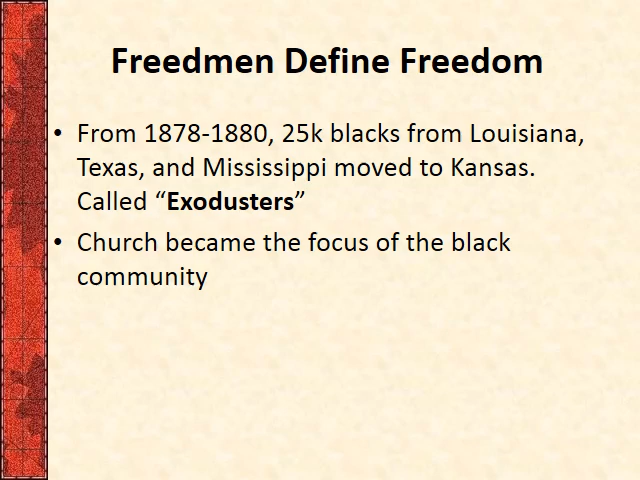 Freedmen Define Freedom
• From 1878-1880, 25k blacks from Louisiana,
Texas, and Mississippi moved to Kansas.
Called “Exodusters”
• Church became the focus of the black
community